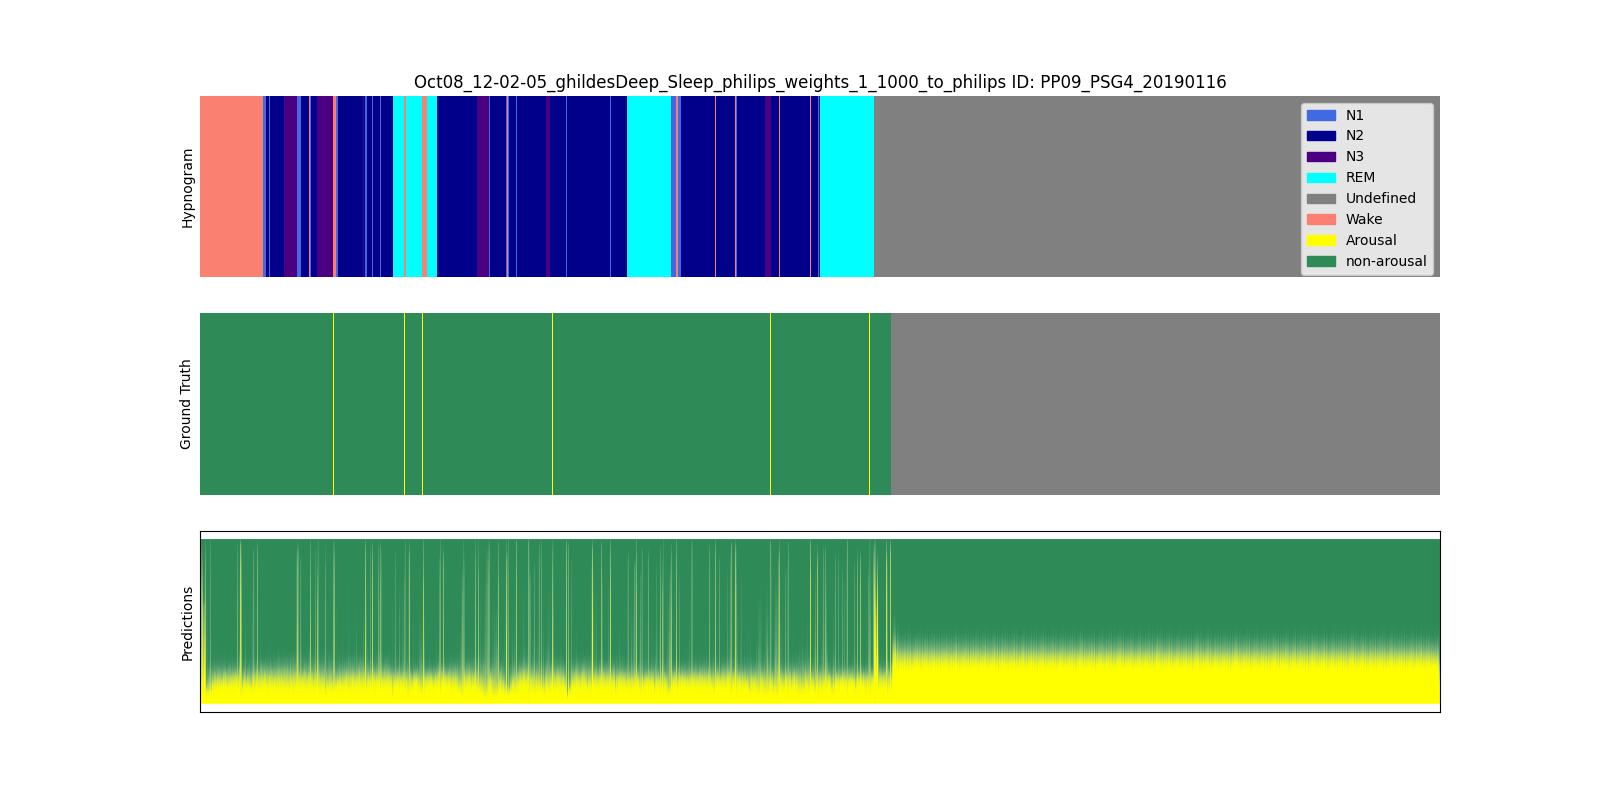 Oct08_12-02-05_ghildesDeep_Sleep_philips_weights_1_1000_to_philips ID: PP09_PSG4_20190116
Hypnogram
N1
N2
N3
REM
Undefined
Wake
Arousal
non-arousal
Ground Truth
Predictions